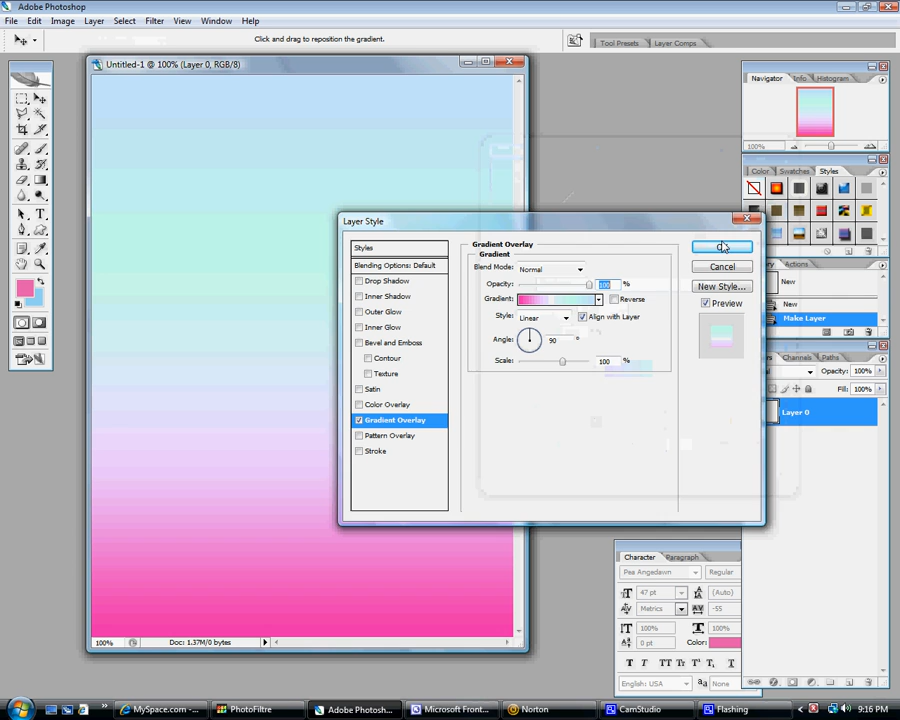 Adobe Photoshop
File Edit Image Layer Select Filter View Window Help
Click and drag to reposition the gradient.
Tool Presets Layer Comps
Untitled-1 @ 100% (Layer 0, RGB/8)
Navigator Info Histogram
100%
Color Swatches Styles
Layer Style
Styles
Blending Options: Default
Drop Shadow
Inner Shadow
Outer Glow
Inner Glow
Bevel and Emboss
Contour
Texture
Satin
Color Overlay
Gradient Overlay
Pattern Overlay
Stroke
Gradient Overlay
Gradient
Blend Mode: Normal
Opacity: 100 %
Gradient: Reverse
Style: Linear Align with Layer
Angle: 90 °
Scale: 100 %
Cancel
New Style...
Preview
Actions
New
New
Make Layer
Channels Paths
Opacity: 100%
Fill: 100%
Layer 0
Character Paragraph
Pea Angedawn Regular
47 pt (Auto)
Metrics -55
100% 100%
0 pt Color:
T T TT Tr T T T
English: USA aa None
100% Doc: 1.37M/0 bytes
MySpace.com - ... PhotoFiltre Adobe Photosh... Microsoft Front... Norton CamStudio Flashing 9:16 PM